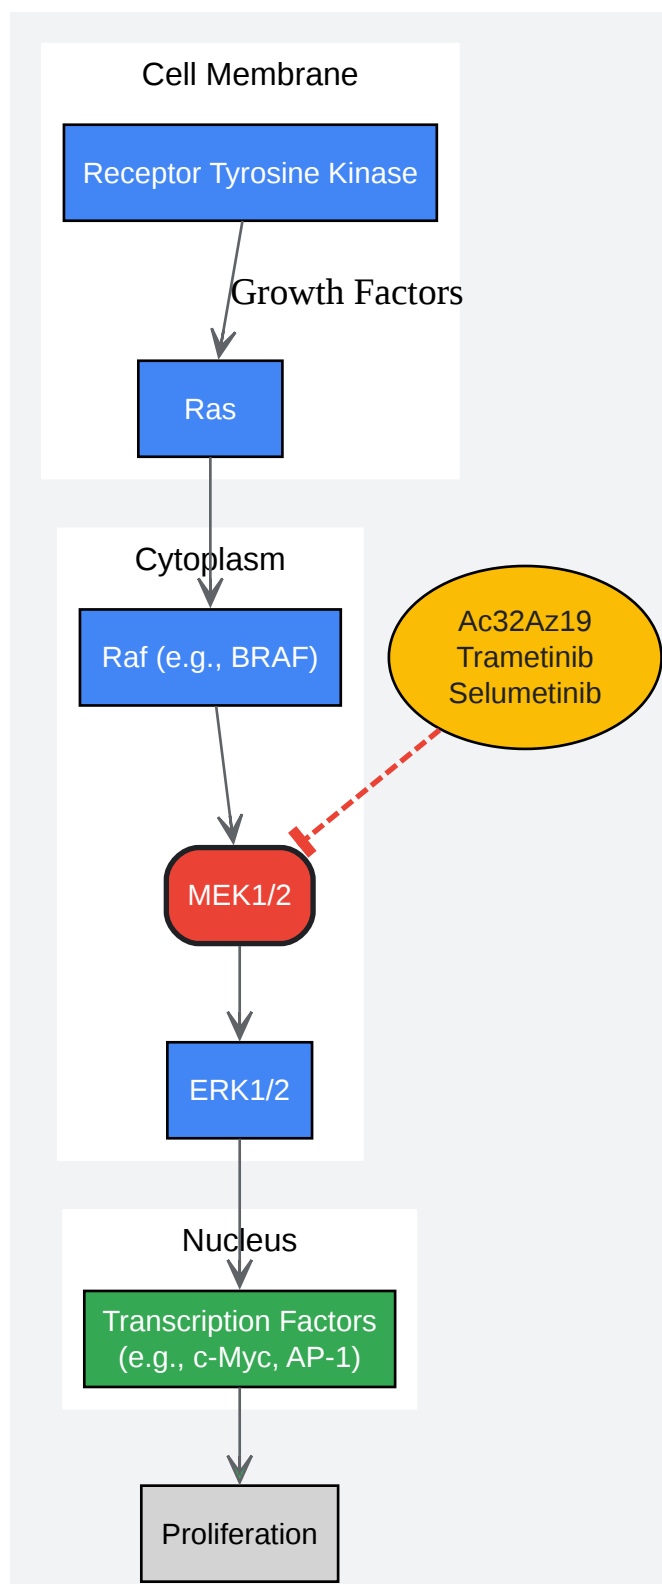 Cell Membrane
Receptor Tyrosine Kinase
Growth Factors
Ras
Cytoplasm
Raf (e.g., BRAF)
Ac32Az19
Trametinib
Selumetinib
MEK1/2
ERK1/2
Nucleus
Transcription Factors
(e.g., c-Myc, AP-1)
Proliferation